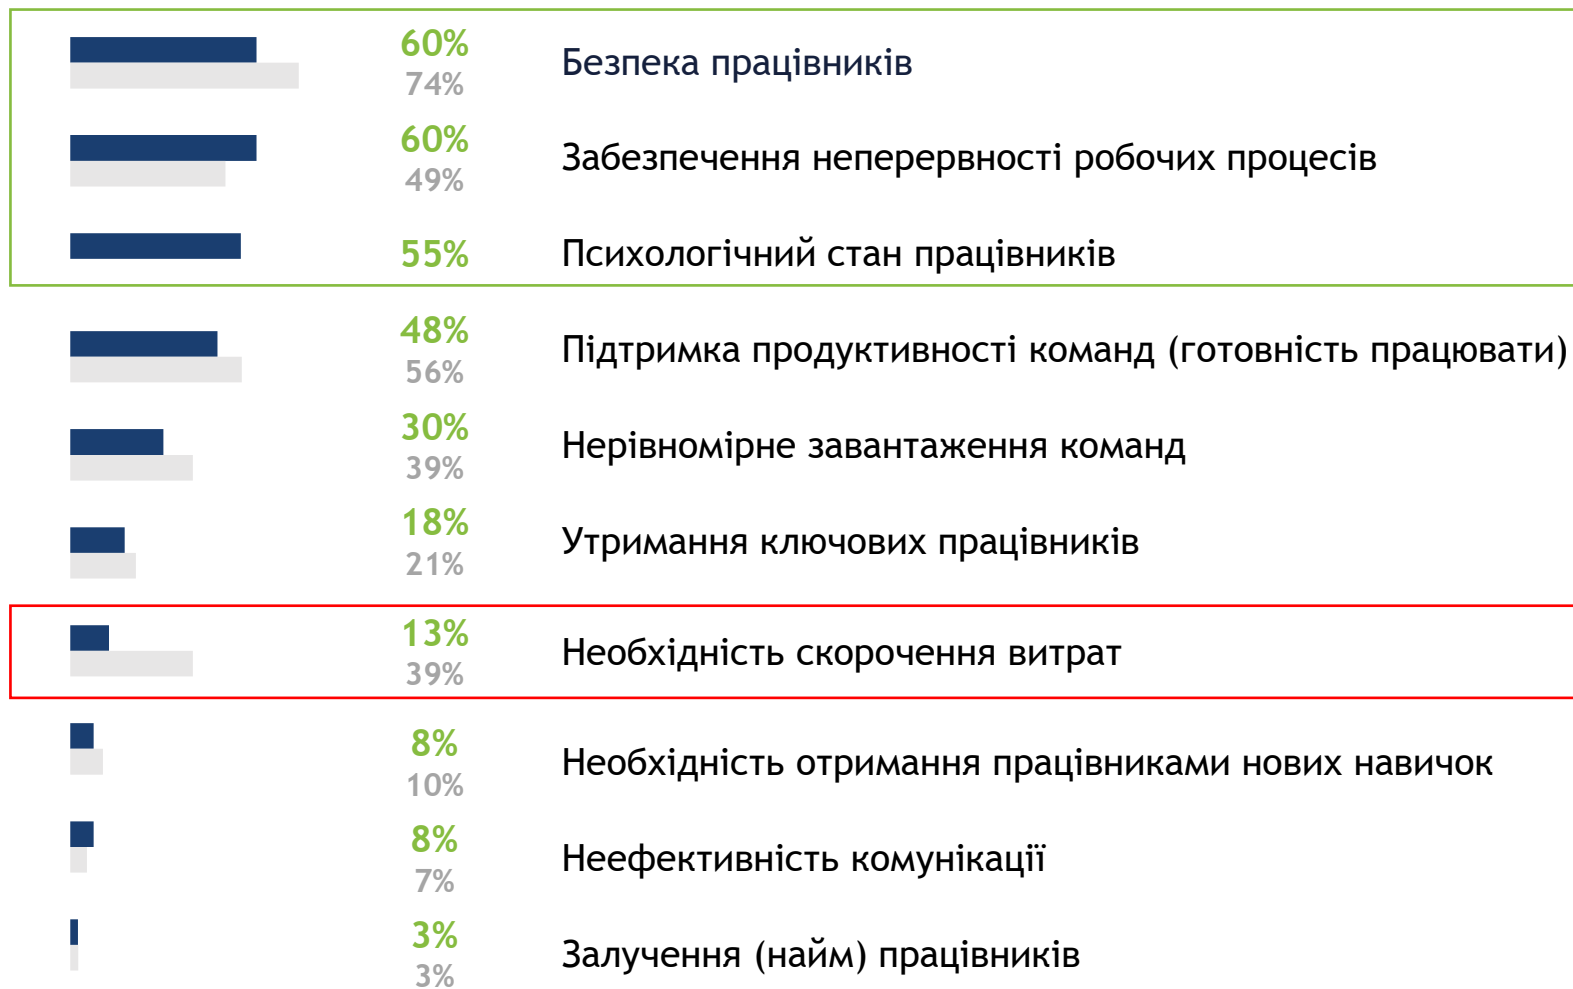 60%
74%
Безпека працівників
60%
49%
Забезпечення неперервності робочих процесів
55%
Психологічний стан працівників
48%
56%
Підтримка продуктивності команд (готовність працювати)
30%
39%
Нерівномірне завантаження команд
18%
21%
Утримання ключових працівників
13%
39%
Необхідність скорочення витрат
8%
10%
Необхідність отримання працівниками нових навичок
8%
7%
Неефективність комунікації
3%
3%
Залучення (найм) працівників